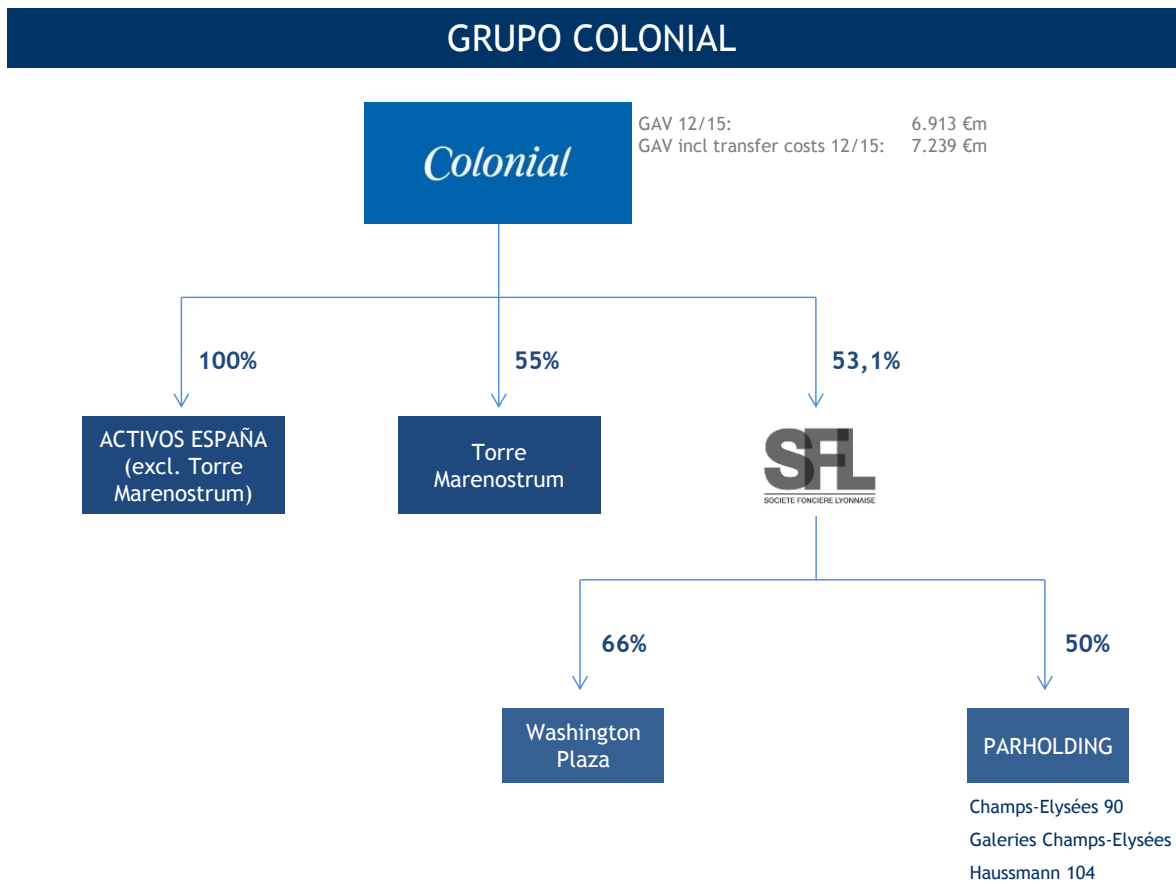 GRUPO COLONIAL
Colonial
GAV 12/15: 6.913 €m
GAV incl transfer costs 12/15: 7.239 €m
100%
55%
53,1%
ACTIVOS ESPAÑA
(excl. Torre
Marenostrum)
Torre
Marenostrum
SFL
SOCIETE FONCIERE LYONNAISE
66%
50%
Washington
Plaza
PARHOLDING
Champs-Elysées 90
Galeries Champs-Elysées
Haussmann 104